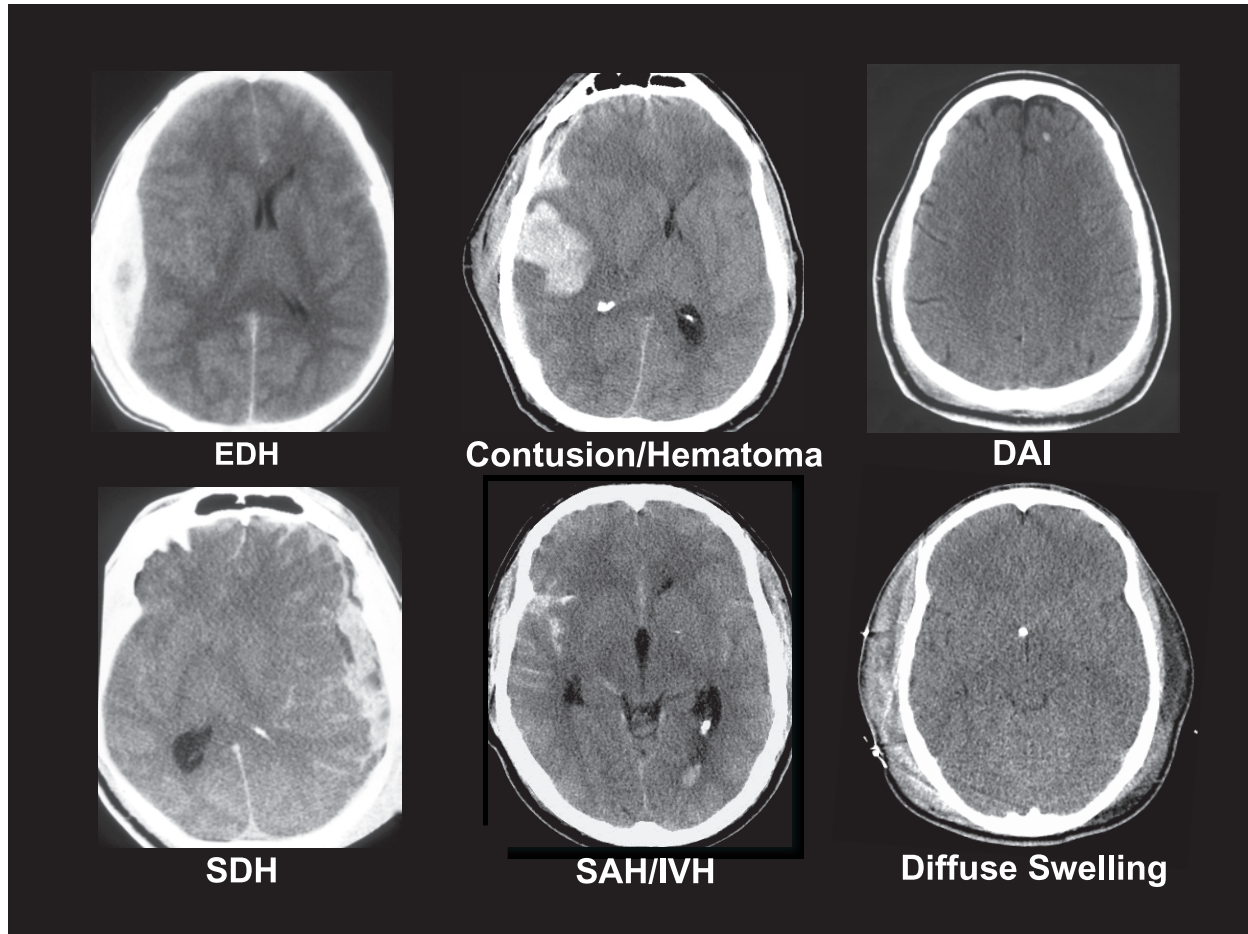 EDH
Contusion/Hematoma
DAI
SDH
SAH/IVH
Diffuse Swelling